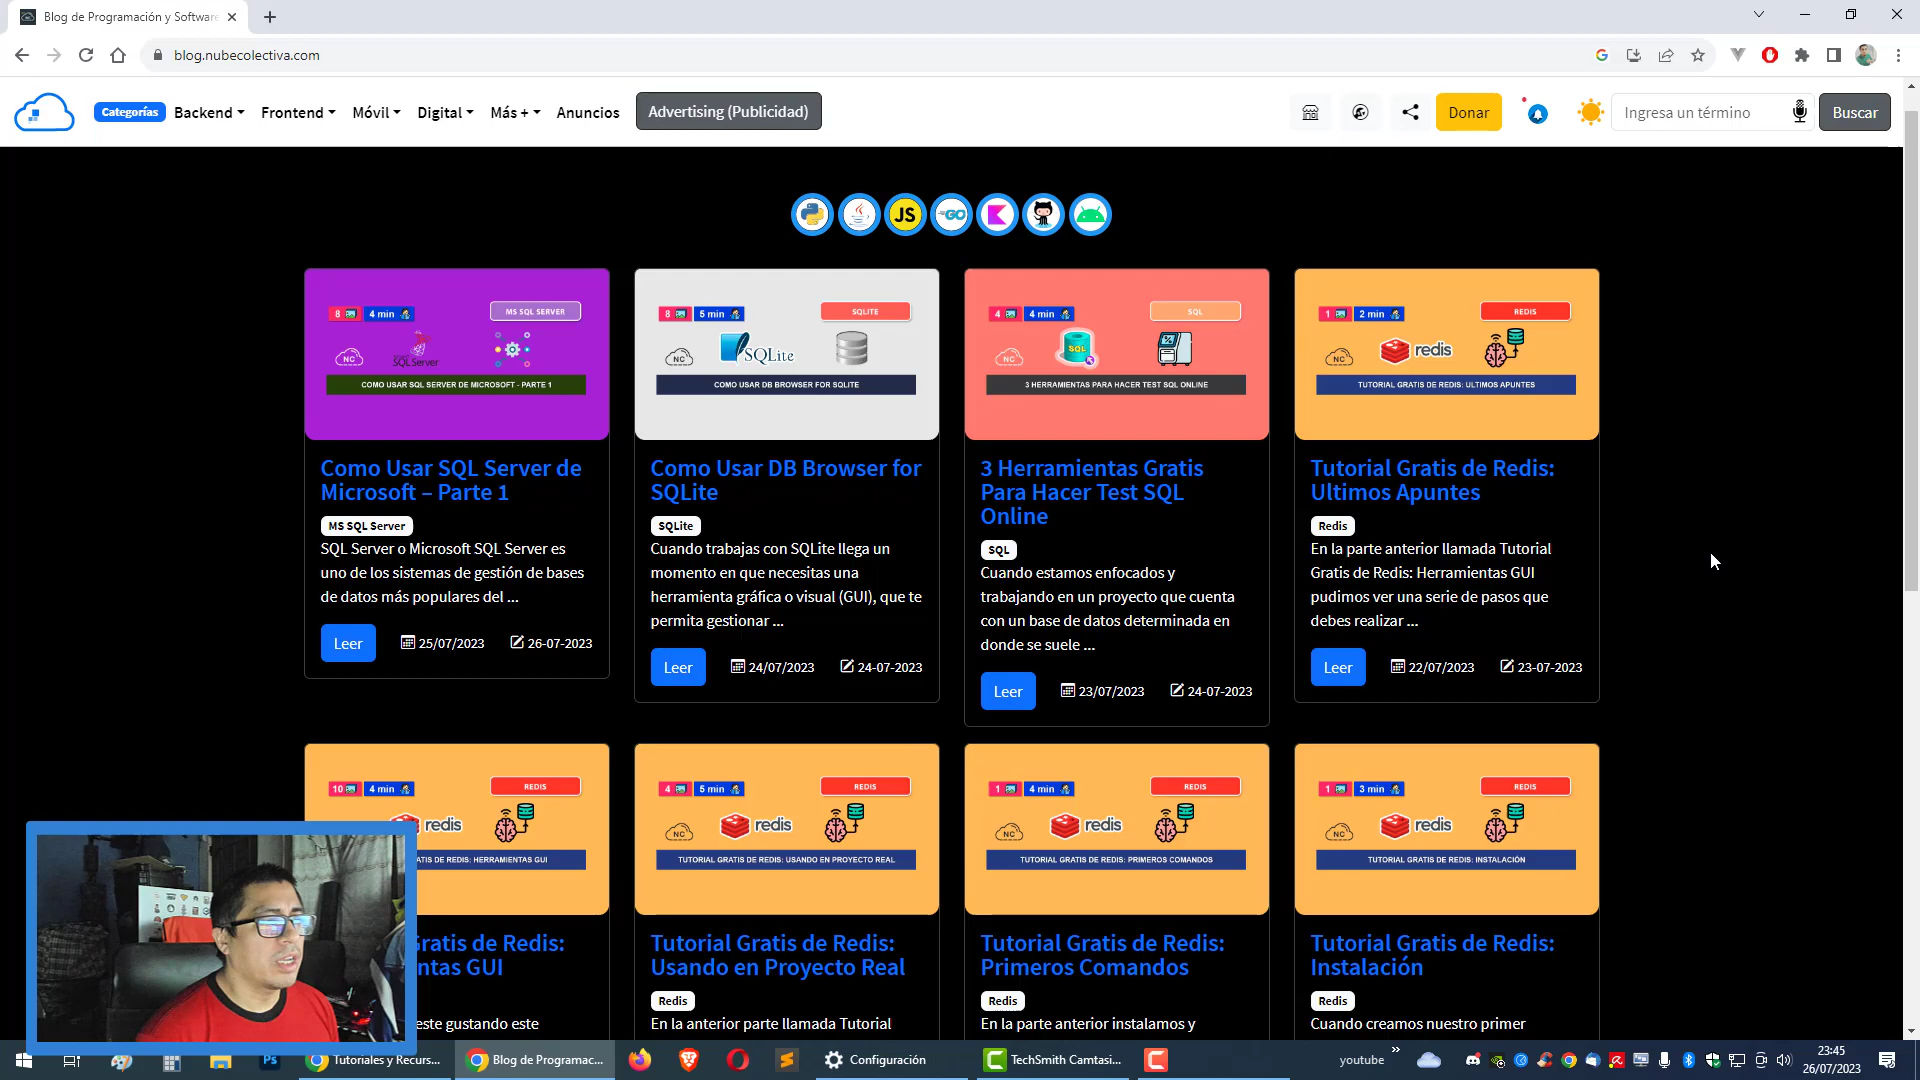 Blog de Programación y Software
blog.nubecolectiva.com
Categorías
Backend
Frontend
Móvil
Digital
Más +
Anuncios
Advertising (Publicidad)
Donar
Ingresa un término
Buscar
JS
GO
8
4 min
MS SQL SERVER
NC
SQL Server
COMO USAR SQL SERVER DE MICROSOFT - PARTE 1
Como Usar SQL Server de
Microsoft – Parte 1
MS SQL Server
SQL Server o Microsoft SQL Server es
uno de los sistemas de gestión de bases
de datos más populares del ...
Leer
25/07/2023
26-07-2023
8
5 min
SQLITE
NC
SQLite
COMO USAR DB BROWSER FOR SQLITE
Como Usar DB Browser for
SQLite
SQLite
Cuando trabajas con SQLite llega un
momento en que necesitas una
herramienta gráfica o visual (GUI), que te
permita gestionar ...
Leer
24/07/2023
24-07-2023
4
4 min
SQL
NC
SQL
3 HERRAMIENTAS PARA HACER TEST SQL ONLINE
3 Herramientas Gratis
Para Hacer Test SQL
Online
SQL
Cuando estamos enfocados y
trabajando en un proyecto que cuenta
con un base de datos determinada en
donde se suele ...
Leer
23/07/2023
24-07-2023
1
2 min
REDIS
NC
redis
TUTORIAL GRATIS DE REDIS: ULTIMOS APUNTES
Tutorial Gratis de Redis:
Ultimos Apuntes
Redis
En la parte anterior llamada Tutorial
Gratis de Redis: Herramientas GUI
pudimos ver una serie de pasos que
debes realizar ...
Leer
22/07/2023
23-07-2023
10
4 min
REDIS
redis
ATIS DE REDIS: HERRAMIENTAS GUI
Gratis de Redis:
ntas GUI
este gustando este
4
5 min
REDIS
NC
redis
TUTORIAL GRATIS DE REDIS: USANDO EN PROYECTO REAL
Tutorial Gratis de Redis:
Usando en Proyecto Real
Redis
En la anterior parte llamada Tutorial
1
4 min
REDIS
NC
redis
TUTORIAL GRATIS DE REDIS: PRIMEROS COMANDOS
Tutorial Gratis de Redis:
Primeros Comandos
Redis
En la parte anterior instalamos y
1
3 min
REDIS
NC
redis
TUTORIAL GRATIS DE REDIS: INSTALACIÓN
Tutorial Gratis de Redis:
Instalación
Redis
Cuando creamos nuestro primer
Ps
Tutoriales y Recurs...
Blog de Programac...
Configuración
TechSmith Camtasi...
youtube
23:45
26/07/2023